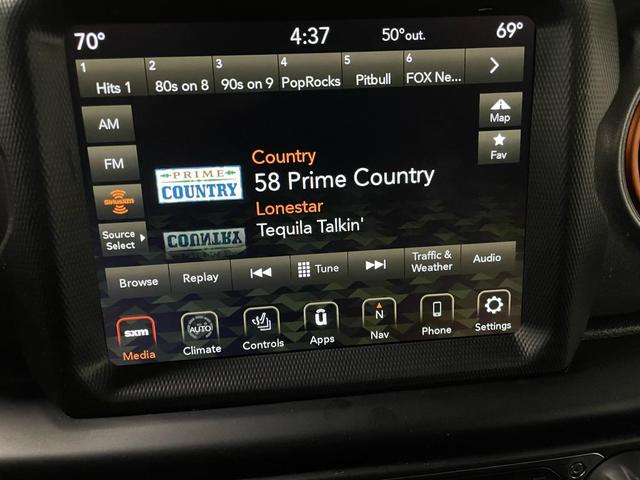 70° 4:37 50°out. 69°
1 Hits 1 2 80s on 8 3 90s on 9 4 PopRocks 5 Pitbull 6 FOX Ne...
AM
Map
FM
Fav
PRIME
COUNTRY
Country
58 Prime Country
SiriusXM
Lonestar
Source
Select
Tequila Talkin'
COUNTRY
Browse Replay Tune Traffic &
Weather Audio
sxm AUTO u N
Media Climate Controls Apps Nav Phone Settings